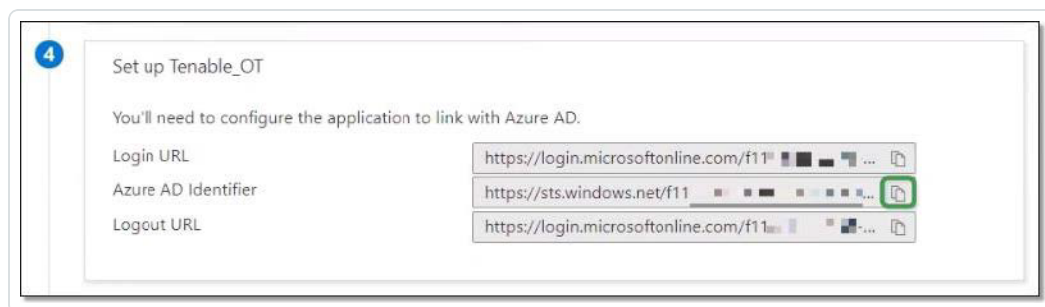 4
Set up Tenable_OT
You'll need to configure the application to link with Azure AD.
Login URL https://login.microsoftonline.com/f11 ...
Azure AD Identifier https://sts.windows.net/f11 ...
Logout URL https://login.microsoftonline.com/f11 -...